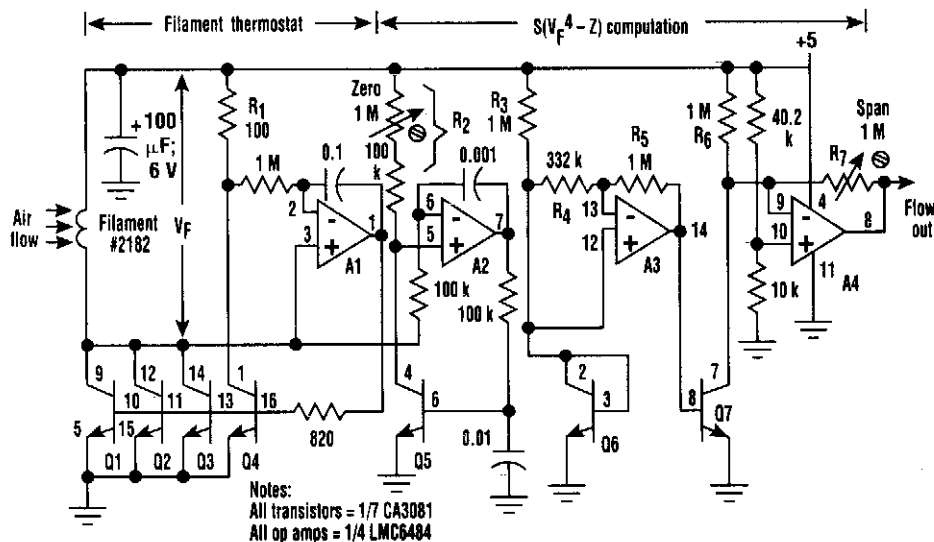 Filament thermostat
S(V_F^4 – Z) computation
+5
R1
100
Zero
1 M
R2
100
k
R3
1 M
1 M
R6
40.2
k
Span
1 M
R7
+ 100
µF;
6 V
1 M
0.1
0.001
332 k
R4
R5
1 M
Air
flow
Filament
#2182
VF
2
3
1
A1
6
5
7
A2
13
12
14
A3
9
10
4
8
11
A4
Flow
out
100 k
100 k
10 k
9
10
12
11
14
13
1
16
5
15
820
4
6
2
3
7
8
Q1
Q2
Q3
Q4
Q5
0.01
Q6
Q7
Notes:
All transistors = 1/7 CA3081
All op amps = 1/4 LMC6484